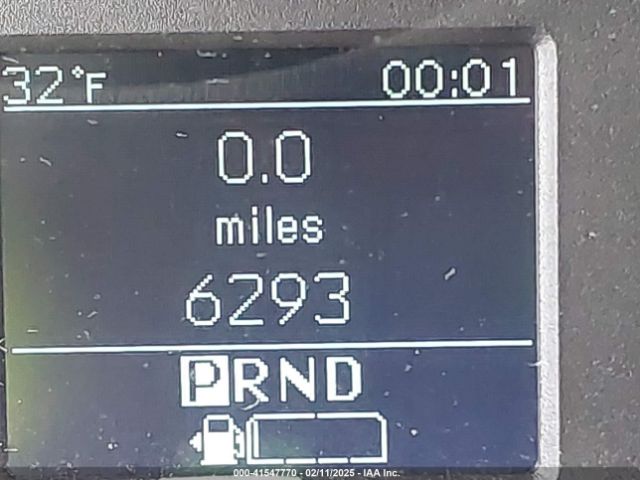 32°F 00:01
0.0
miles
6293
PRND
000-41547770 - 02/11/2025 - IAA Inc.